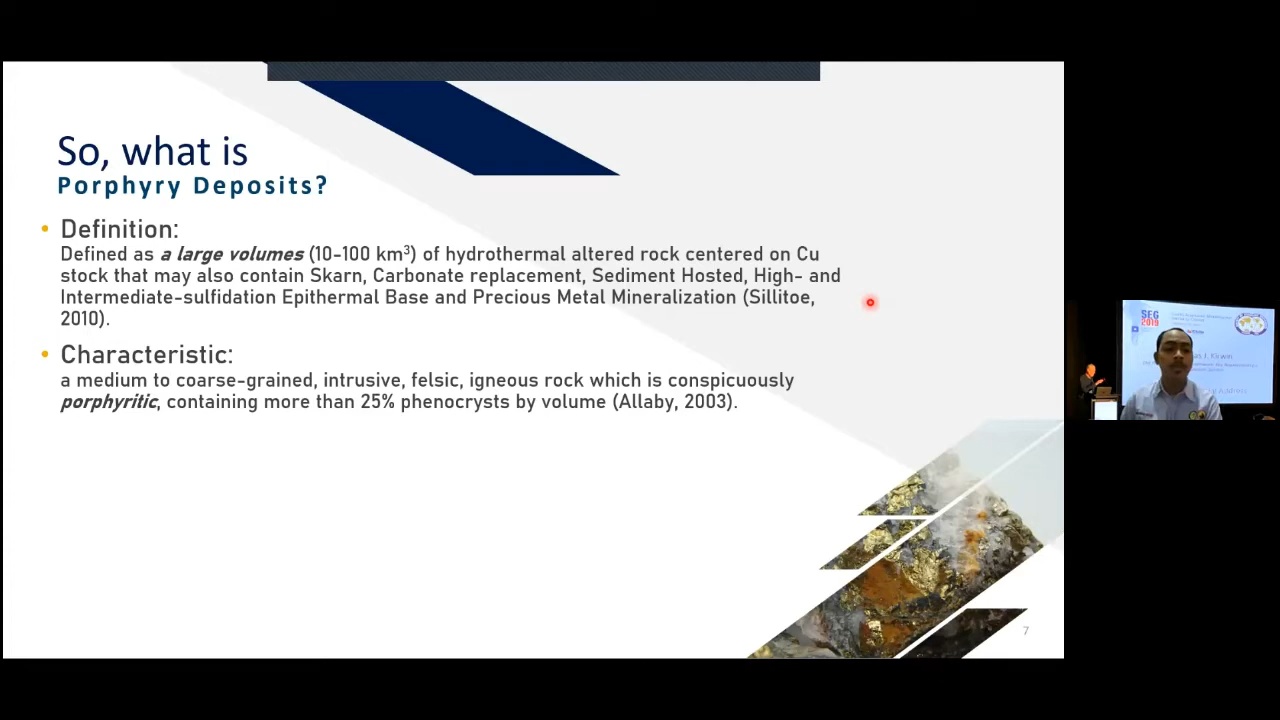 So, what is
Porphyry Deposits?
• Definition:
Defined as a large volumes (10-100 km³) of hydrothermal altered rock centered on Cu
stock that may also contain Skarn, Carbonate replacement, Sediment Hosted, High- and
Intermediate-sulfidation Epithermal Base and Precious Metal Mineralization (Sillitoe,
2010).
• Characteristic:
a medium to coarse-grained, intrusive, felsic, igneous rock which is conspicuously
porphyritic, containing more than 25% phenocrysts by volume (Allaby, 2003).
7
SEG
2019
Kirwin